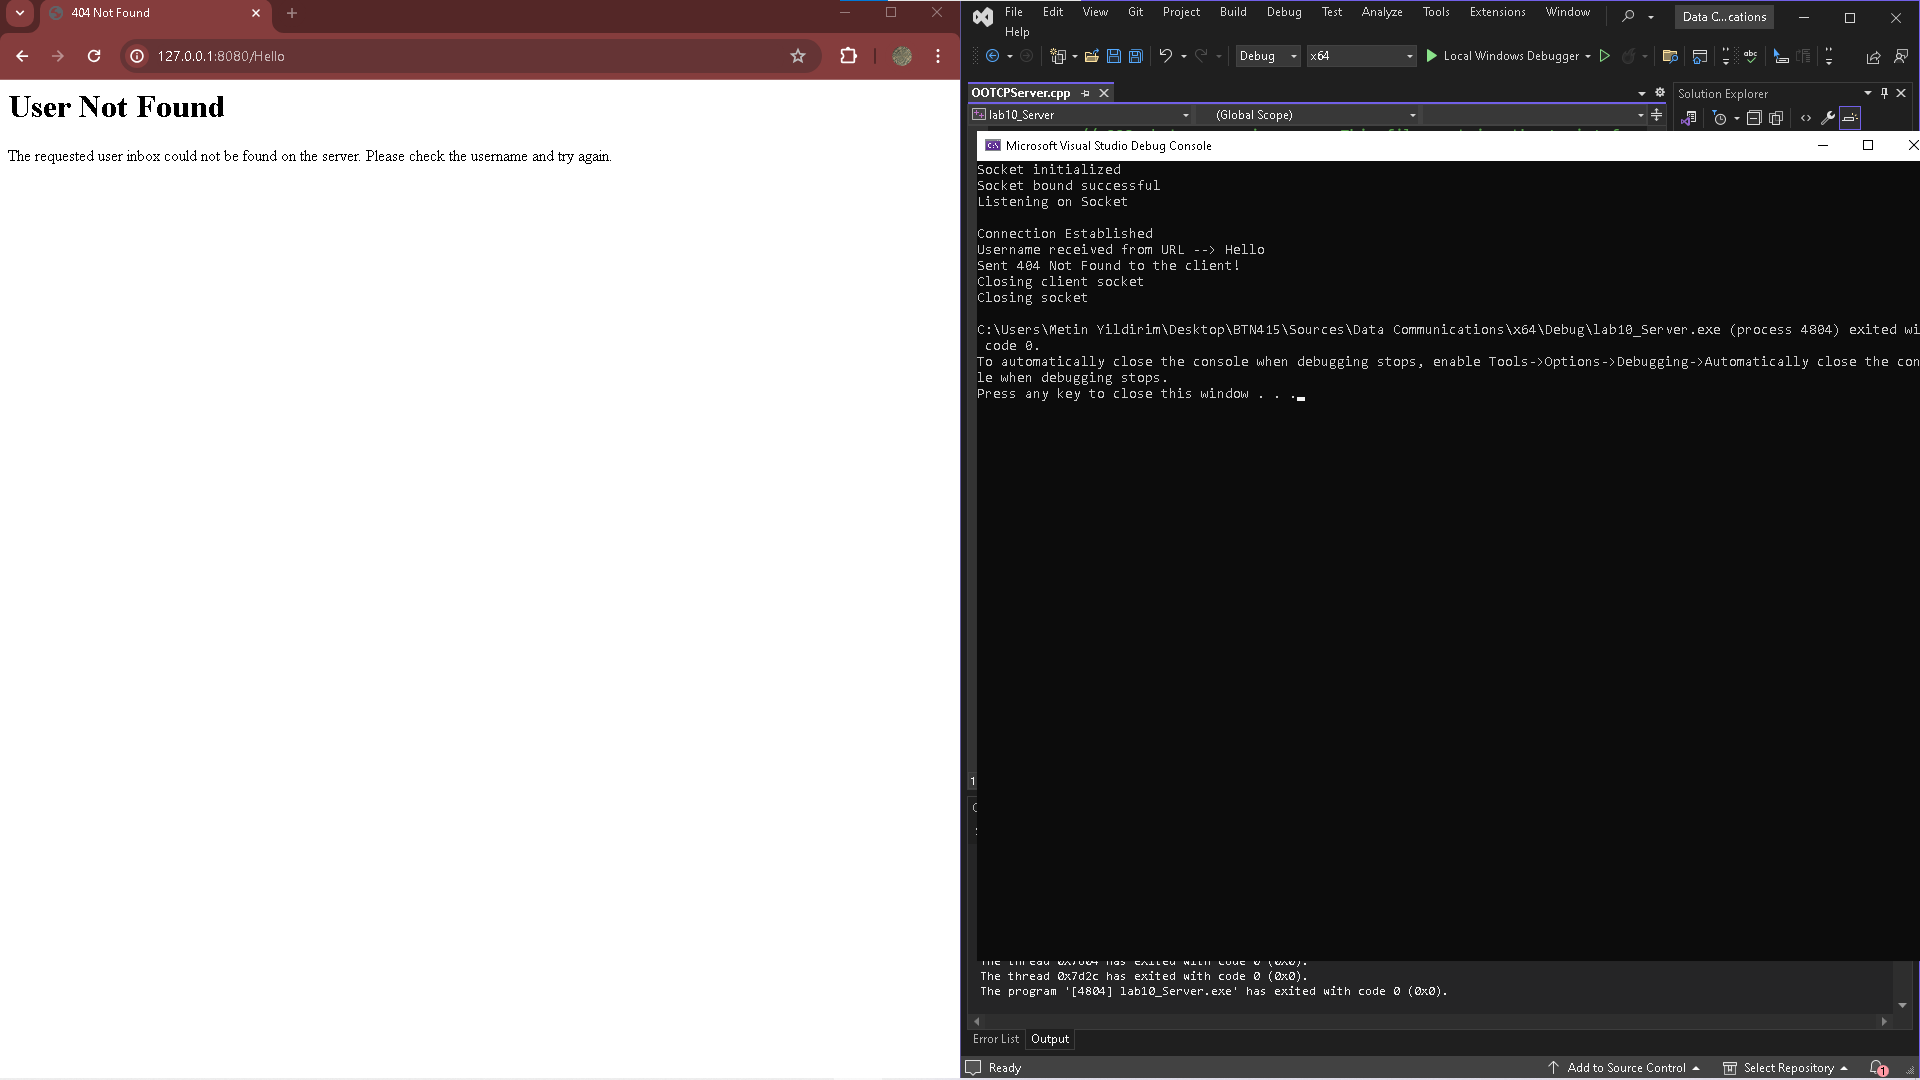 404 Not Found
127.0.0.1:8080/Hello
User Not Found
The requested user inbox could not be found on the server. Please check the username and try again.
File Edit View Git Project Build Debug Test Analyze Tools Extensions Window
Help
Data C...cations
Debug x64 Local Windows Debugger
OOTCPServer.cpp
Solution Explorer
lab10_Server (Global Scope)
Microsoft Visual Studio Debug Console
Socket initialized
Socket bound successful
Listening on Socket
Connection Established
Username received from URL --> Hello
Sent 404 Not Found to the client!
Closing client socket
Closing socket
C:\Users\Metin Yildirim\Desktop\BTN415\Sources\Data Communications\x64\Debug\lab10_Server.exe (process 4804) exited wi
code 0.
To automatically close the console when debugging stops, enable Tools->Options->Debugging->Automatically close the con
le when debugging stops.
Press any key to close this window . . .
has exited with code 0 (0x0).
The thread 0x7d2c has exited with code 0 (0x0).
The program '[4804] lab10_Server.exe' has exited with code 0 (0x0).
Error List Output
Ready
Add to Source Control Select Repository 1